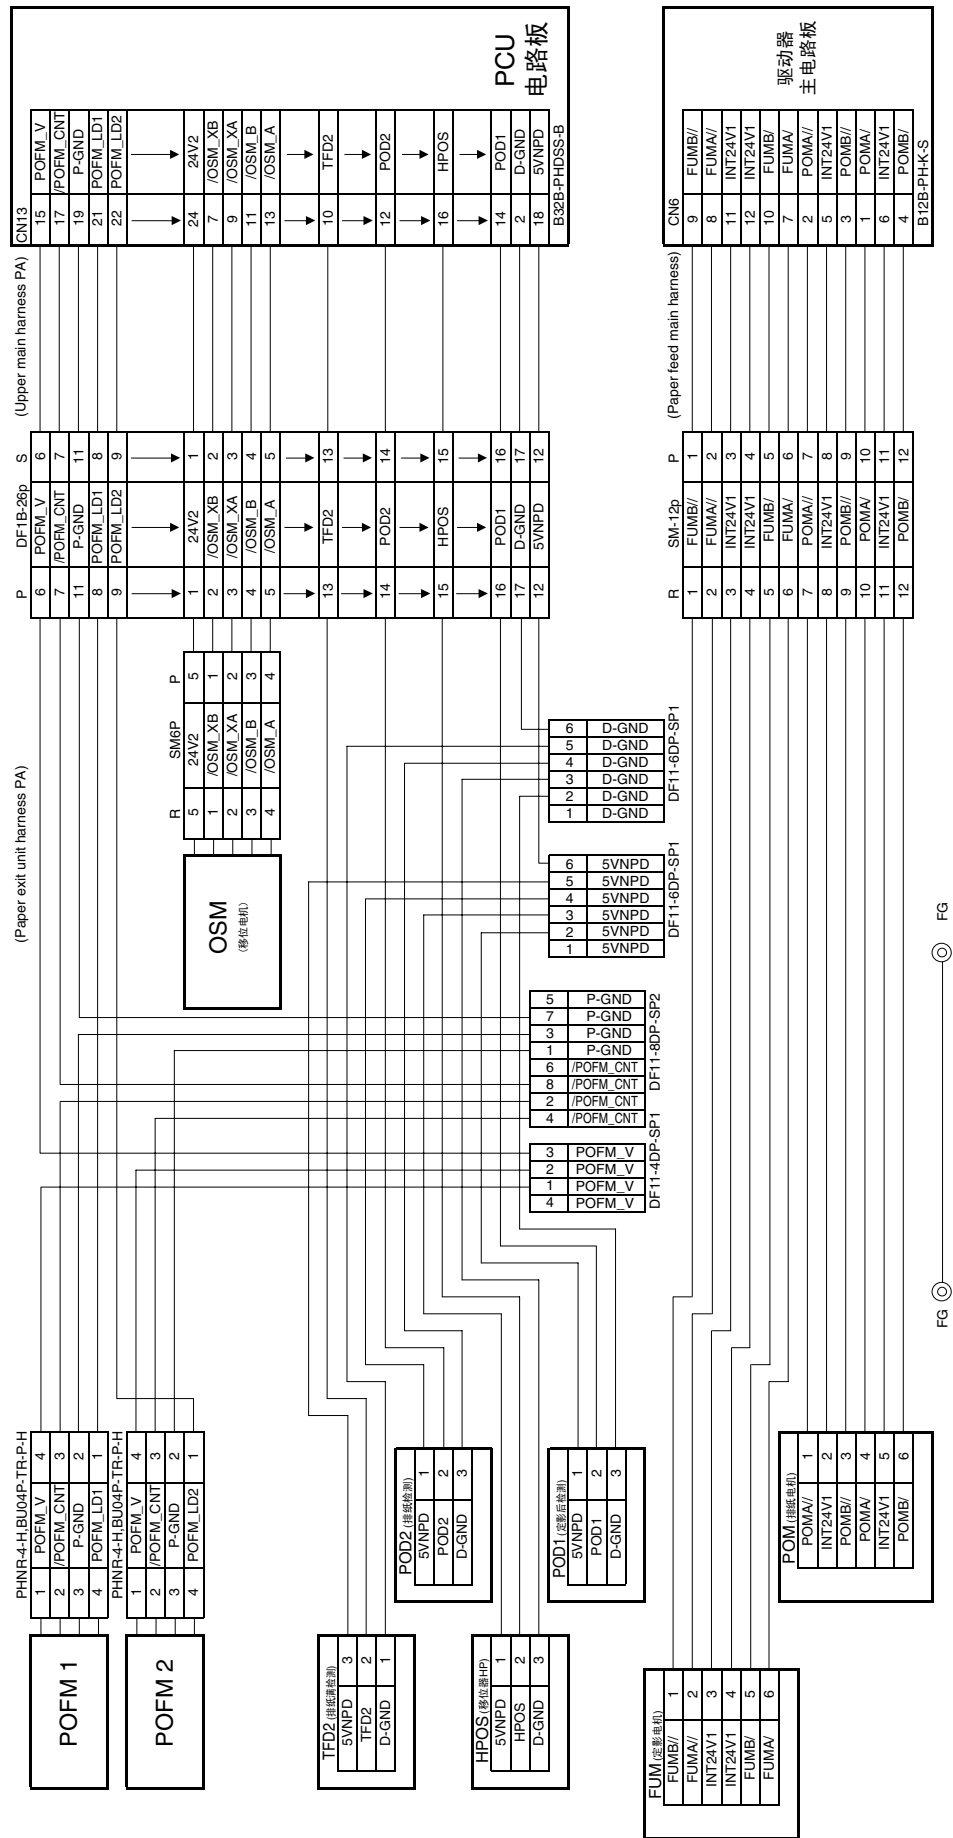 PCU
电路板
CN13
15 POFM_V
17 /POFM_CNT
19 P-GND
21 POFM_LD1
22 POFM_LD2
24 24V2
7 /OSM_XB
9 /OSM_XA
11 /OSM_B
13 /OSM_A
10 TFD2
12 POD2
16 HPOS
14 POD1
2 D-GND
18 5VNPD
B32B-PHDSS-B
驱动器
主电路板
CN6
9 FUMB//
8 FUMA//
11 INT24V1
12 INT24V1
10 FUMB/
7 FUMA/
2 POMA//
5 INT24V1
3 POMB//
1 POMA/
6 INT24V1
4 POMB/
B12B-PH-K-S
(Upper main harness PA)
(Paper feed main harness)
P DF1B-26p S
6 POFM_V 6
7 /POFM_CNT 7
11 P-GND 11
8 POFM_LD1 8
9 POFM_LD2 9
1 24V2 1
2 /OSM_XB 2
3 /OSM_XA 3
4 /OSM_B 4
5 /OSM_A 5
13 TFD2 13
14 POD2 14
15 HPOS 15
16 POD1 16
17 D-GND 17
12 5VNPD 12
R SM-12p P
1 FUMB// 1
2 FUMA// 2
3 INT24V1 3
4 INT24V1 4
5 FUMB/ 5
6 FUMA/ 6
7 POMA// 7
8 INT24V1 8
9 POMB// 9
10 POMA/ 10
11 INT24V1 11
12 POMB/ 12
(Paper exit unit harness PA)
R SM6P P
5 24V2 5
1 /OSM_XB 1
2 /OSM_XA 2
3 /OSM_B 3
4 /OSM_A 4
OSM
(移位电机)
6 D-GND
5 D-GND
4 D-GND
3 D-GND
2 D-GND
1 D-GND
DF11-6DP-SP1
6 5VNPD
5 5VNPD
4 5VNPD
3 5VNPD
2 5VNPD
1 5VNPD
DF11-6DP-SP1
5 P-GND
7 P-GND
3 P-GND
1 P-GND
6 /POFM_CNT
8 /POFM_CNT
2 /POFM_CNT
4 /POFM_CNT
DF11-8DP-SP2
3 POFM_V
2 POFM_V
1 POFM_V
4 POFM_V
DF11-4DP-SP1
FG
FG
PHNR-4-H,BU04P-TR-P-H
1 POFM_V 4
2 /POFM_CNT 3
3 P-GND 2
4 POFM_LD1 1
PHNR-4-H,BU04P-TR-P-H
1 POFM_V 4
2 /POFM_CNT 3
3 P-GND 2
4 POFM_LD2 1
POFM 1
POFM 2
POD2 (排纸检测)
5VNPD 1
POD2 2
D-GND 3
POD1 (定影后检测)
5VNPD 1
POD1 2
D-GND 3
POM (排纸电机)
POMA// 1
INT24V1 2
POMB// 3
POMA/ 4
INT24V1 5
POMB/ 6
TFD2 (排纸满检测)
5VNPD 3
TFD2 2
D-GND 1
HPOS (移位器HP)
5VNPD 1
HPOS 2
D-GND 3
FUM (定影电机)
FUMB// 1
FUMA// 2
INT24V1 3
INT24V1 4
FUMB/ 5
FUMA/ 6